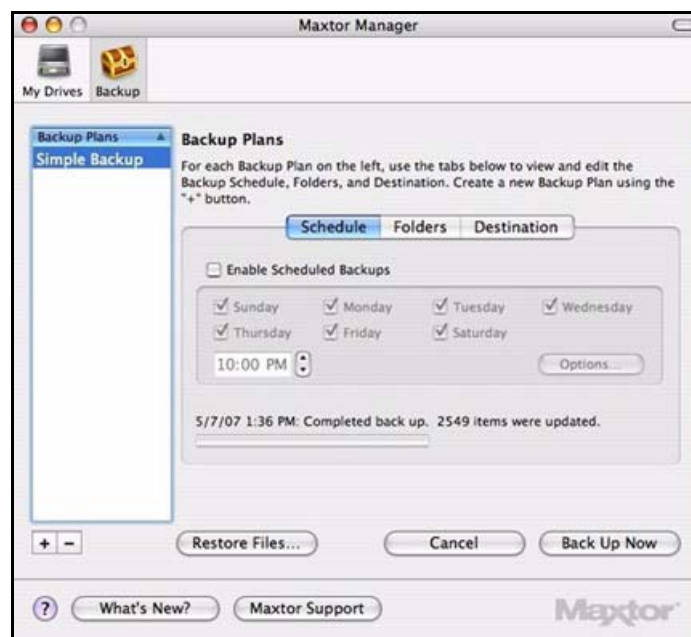 Maxtor Manager
My Drives
Backup
Backup Plans
Simple Backup
Backup Plans
For each Backup Plan on the left, use the tabs below to view and edit the
Backup Schedule, Folders, and Destination. Create a new Backup Plan using the
"+" button.
Schedule Folders Destination
Enable Scheduled Backups
Sunday Monday Tuesday Wednesday
Thursday Friday Saturday
10:00 PM Options...
5/7/07 1:36 PM: Completed back up. 2549 items were updated.
+ -
Restore Files... Cancel Back Up Now
? What's New? Maxtor Support Maxtor